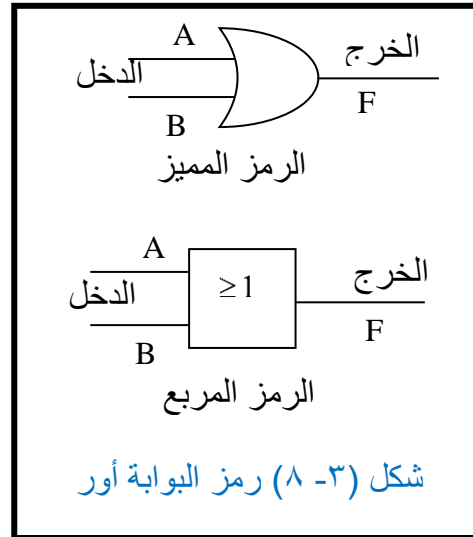 A
الخرج
الدخل
F
B
الرمز المميز
A
≥1
الخرج
الدخل
F
B
الرمز المربع
شكل (٣- ٨) رمز البوابة أور